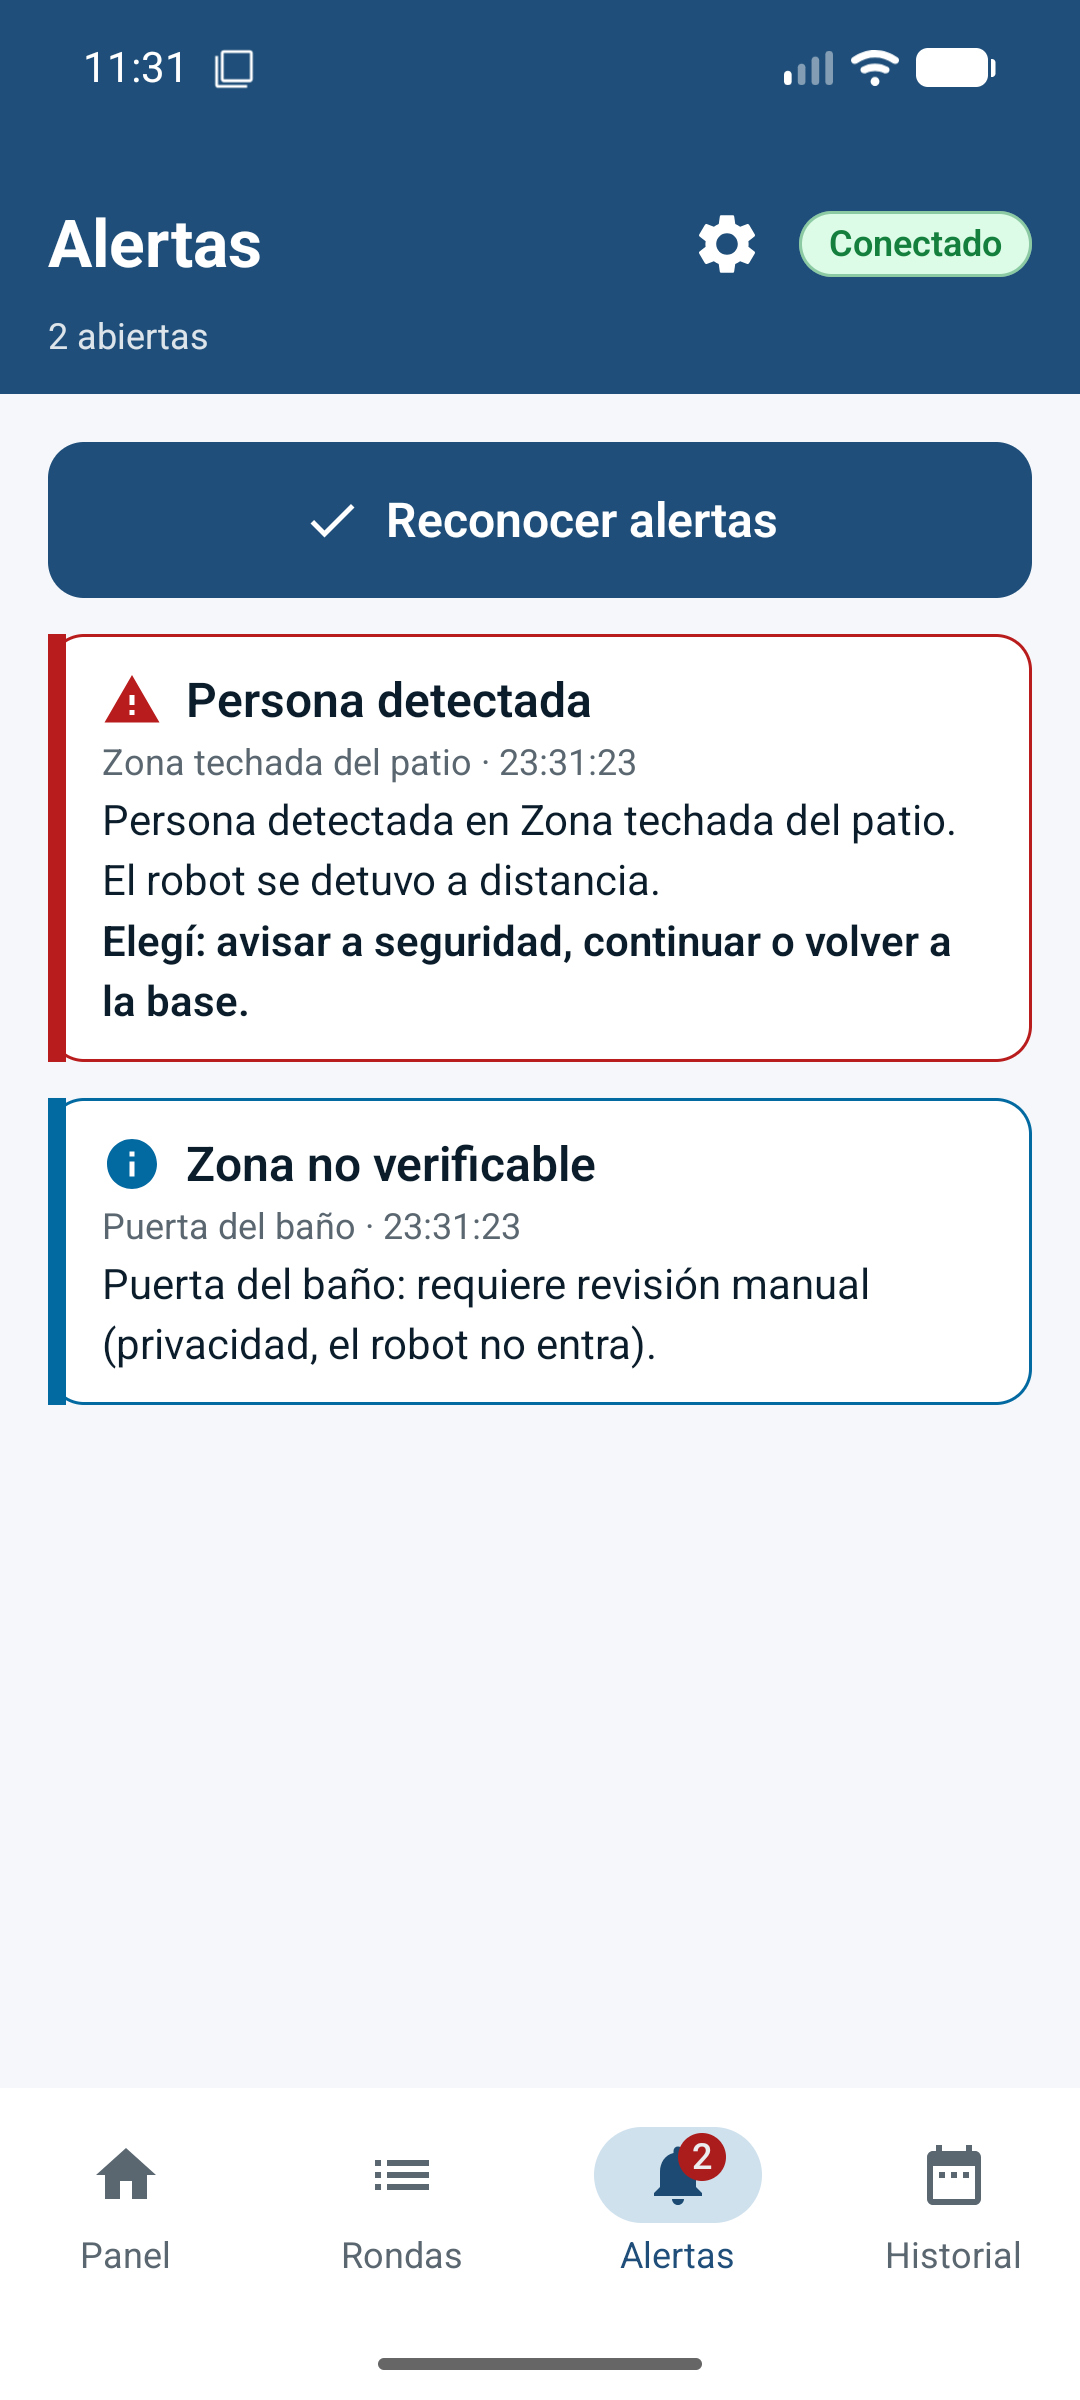 11:31
Alertas
Conectado
2 abiertas
Reconocer alertas
Persona detectada
Zona techada del patio · 23:31:23
Persona detectada en Zona techada del patio.
El robot se detuvo a distancia.
Elegí: avisar a seguridad, continuar o volver a
la base.
Zona no verificable
Puerta del baño · 23:31:23
Puerta del baño: requiere revisión manual
(privacidad, el robot no entra).
2
Panel
Rondas
Alertas
Historial